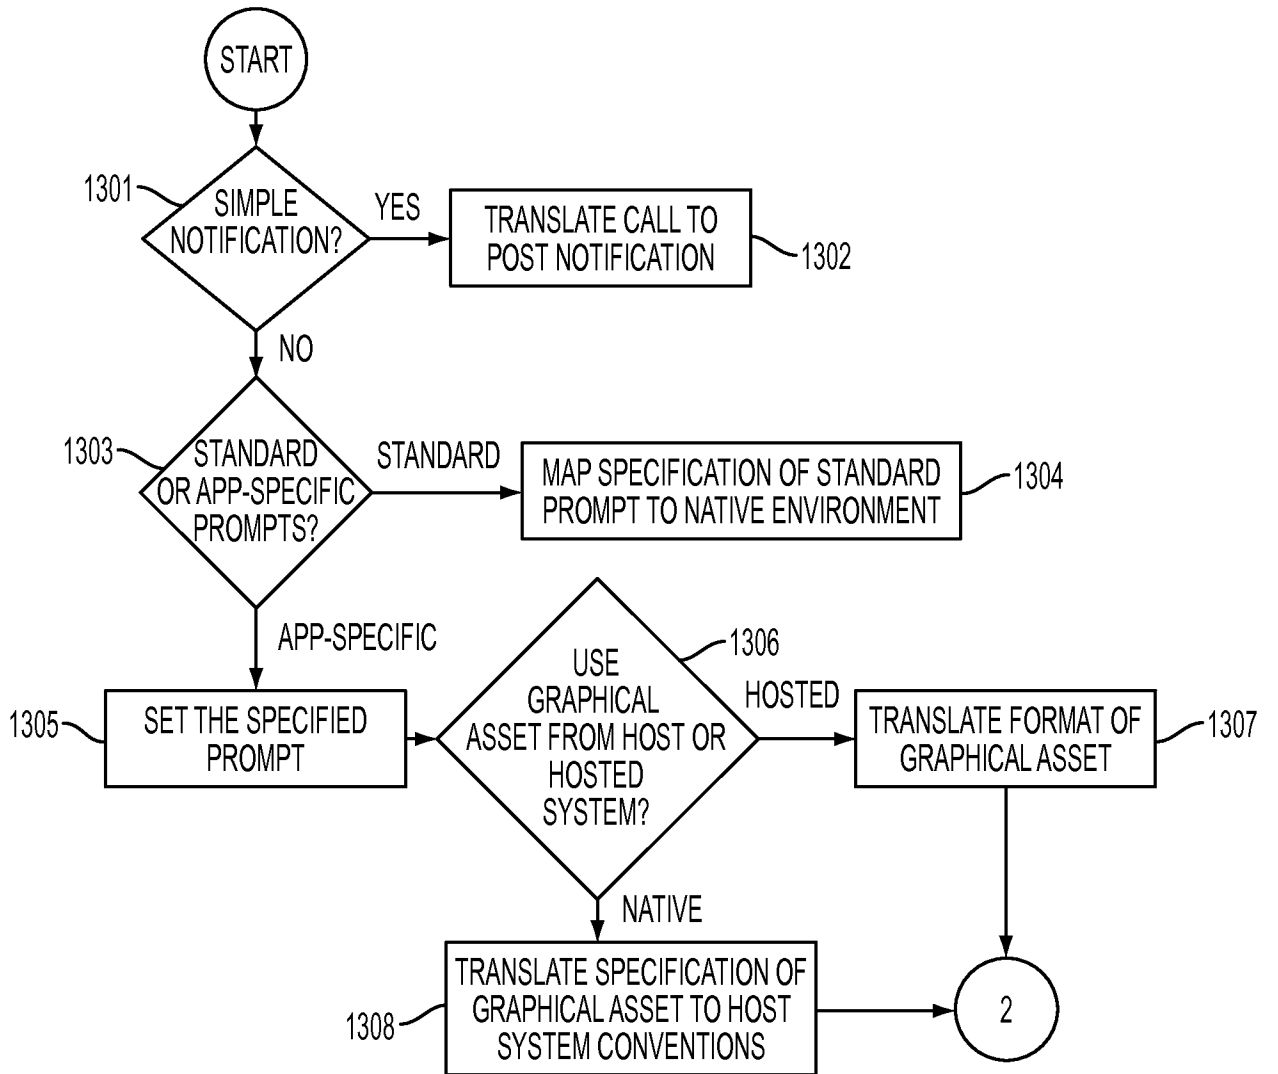 START
1301
SIMPLE
NOTIFICATION?
YES
TRANSLATE CALL TO
POST NOTIFICATION
1302
NO
1303
STANDARD
OR APP-SPECIFIC
PROMPTS?
STANDARD
MAP SPECIFICATION OF STANDARD
PROMPT TO NATIVE ENVIRONMENT
1304
APP-SPECIFIC
1305
SET THE SPECIFIED
PROMPT
1306
USE
GRAPHICAL
ASSET FROM HOST OR
HOSTED
SYSTEM?
HOSTED
TRANSLATE FORMAT OF
GRAPHICAL ASSET
1307
NATIVE
1308
TRANSLATE SPECIFICATION OF
GRAPHICAL ASSET TO HOST
SYSTEM CONVENTIONS
2